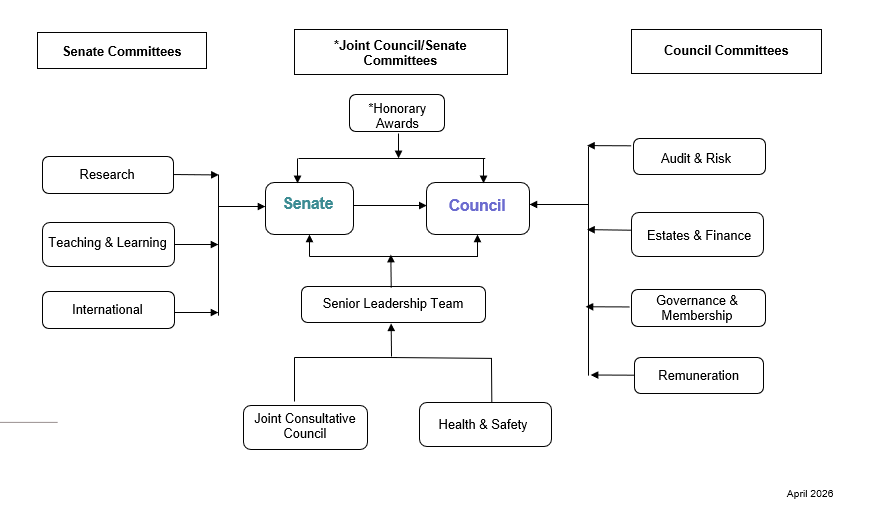 Senate Committees
*Joint Council/Senate
Committees
Council Committees
*Honorary
Awards
Research
Teaching & Learning
International
Senate
Council
Audit & Risk
Estates & Finance
Governance &
Membership
Remuneration
Senior Leadership Team
Joint Consultative
Council
Health & Safety
April 2026